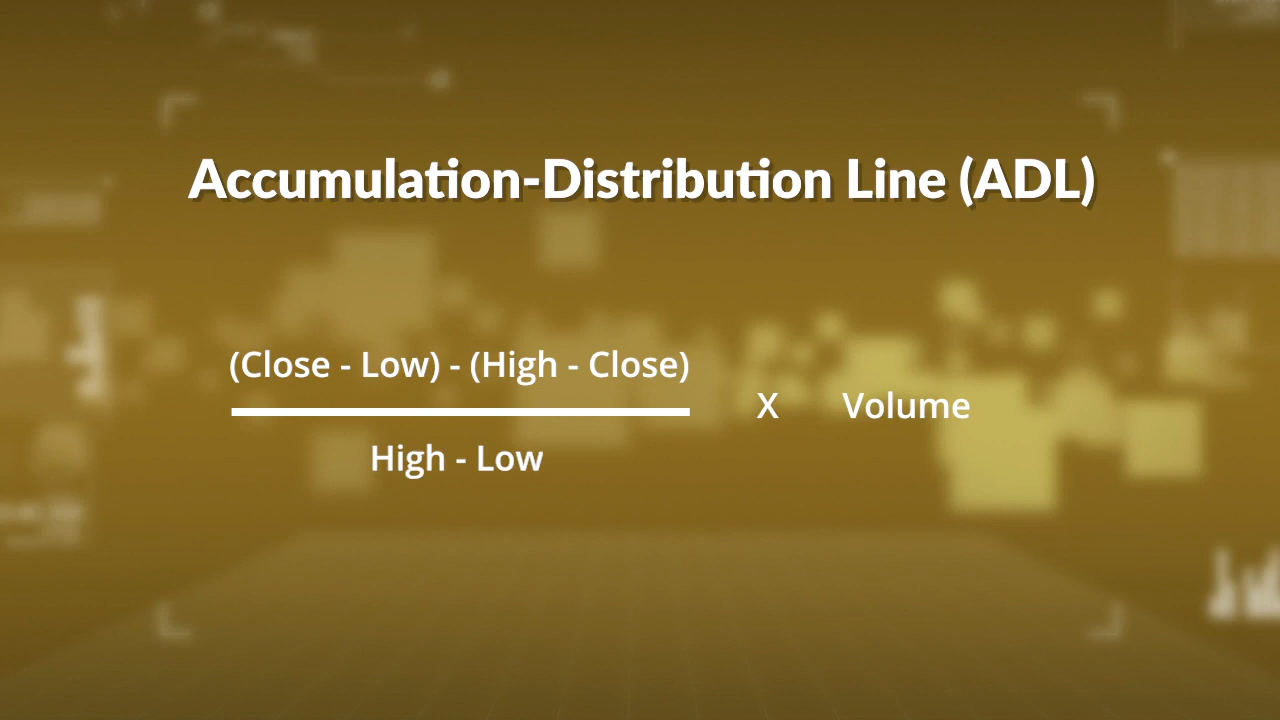 Accumulation-Distribution Line (ADL)
(Close - Low) - (High - Close)
X Volume
High - Low